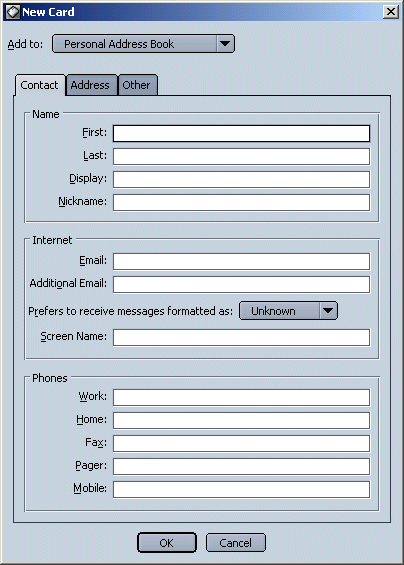 New Card
Add to: Personal Address Book
Contact Address Other
Name
First:
Last:
Display:
Nickname:
Internet
Email:
Additional Email:
Prefers to receive messages formatted as: Unknown
Screen Name:
Phones
Work:
Home:
Fax:
Pager:
Mobile:
OK Cancel